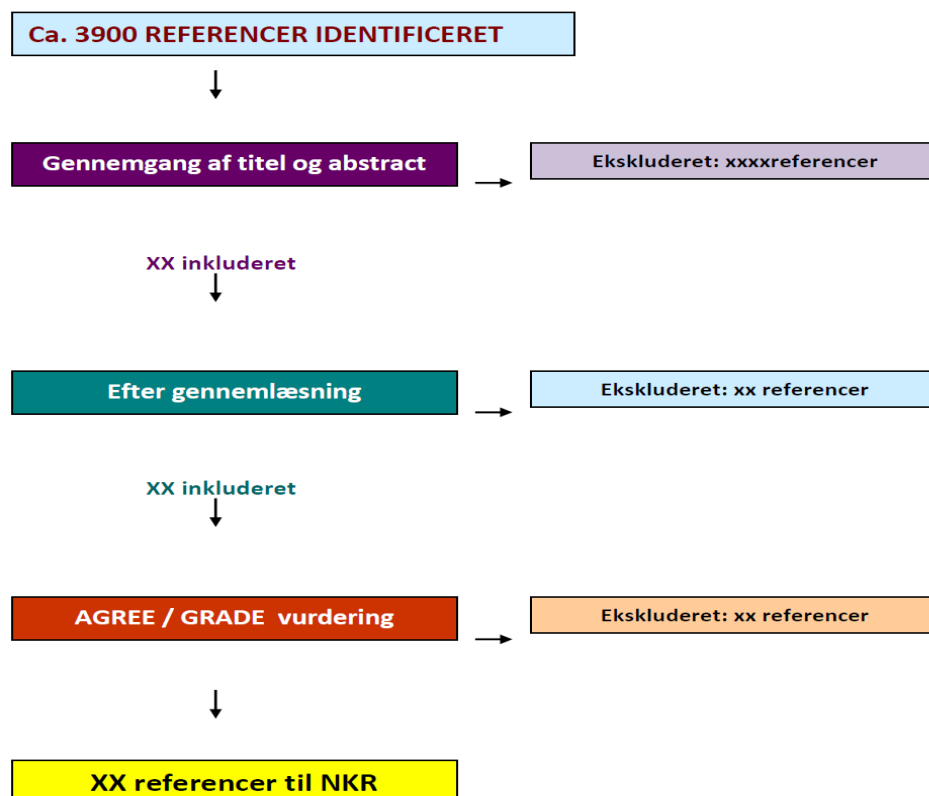 Ca. 3900 REFERENCER IDENTIFICERET
Gennemgang af titel og abstract
Ekskluderet: xxxxreferencer
XX inkluderet
Efter gennemlæsning
Ekskluderet: xx referencer
XX inkluderet
AGREE / GRADE vurdering
Ekskluderet: xx referencer
XX referencer til NKR